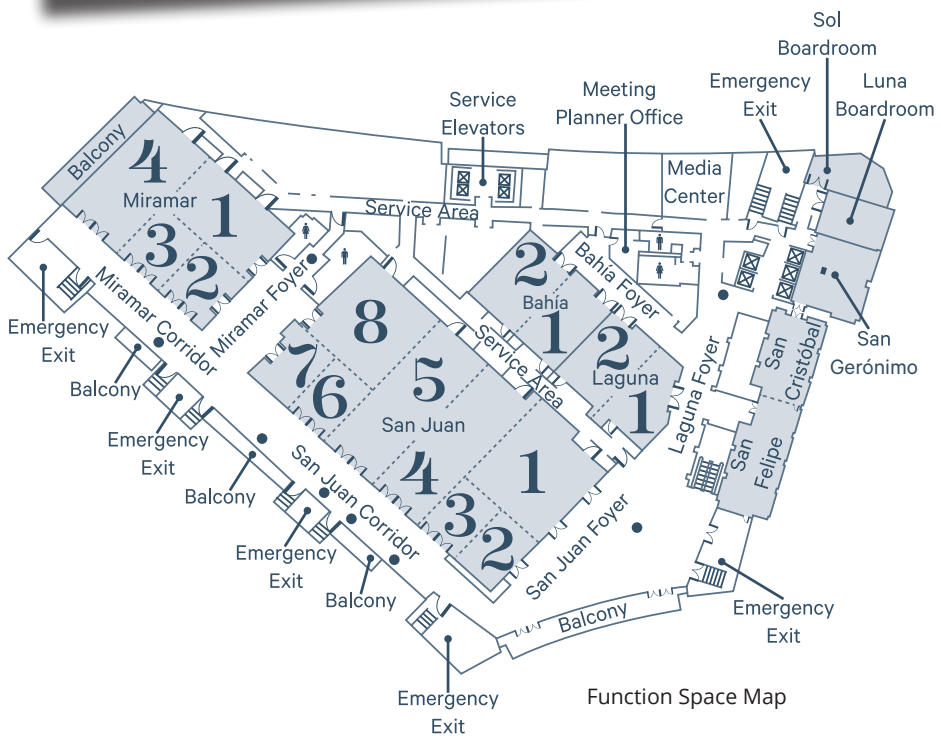 Sol
Boardroom
Emergency
Exit
Luna
Boardroom
Meeting
Planner Office
Service
Elevators
Media
Center
Balcony
4
Miramar
1
3
2
Service Area
Miramar Foyer
Miramar Corridor
Emergency
Exit
Balcony
Emergency
Exit
Balcony
Emergency
Exit
Balcony
San Juan Corridor
8
7
6
5
San Juan
4
3
2
1
Service Area
2
Bahía
1
Bahia Foyer
2
Laguna
1
Laguna Foyer
San
Cristóbal
San
Gerónimo
San
Felipe
San Juan Foyer
Balcony
Emergency
Exit
Emergency
Exit
Function Space Map